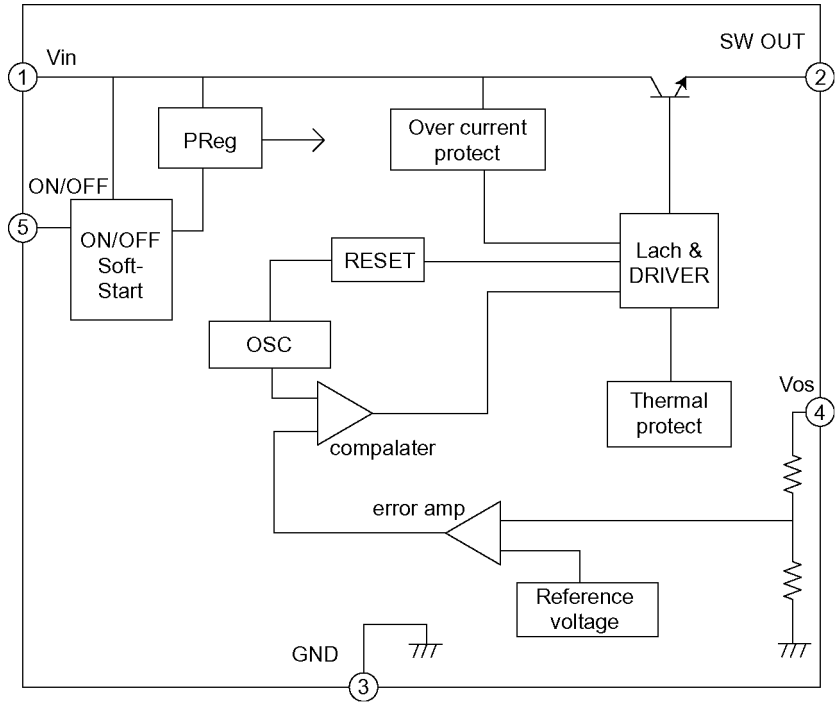 Vin
SW OUT
1
2
PReg
Over current
protect
ON/OFF
5
ON/OFF
Soft-
Start
RESET
Lach &
DRIVER
OSC
Vos
4
Thermal
protect
compalater
error amp
Reference
voltage
GND
3